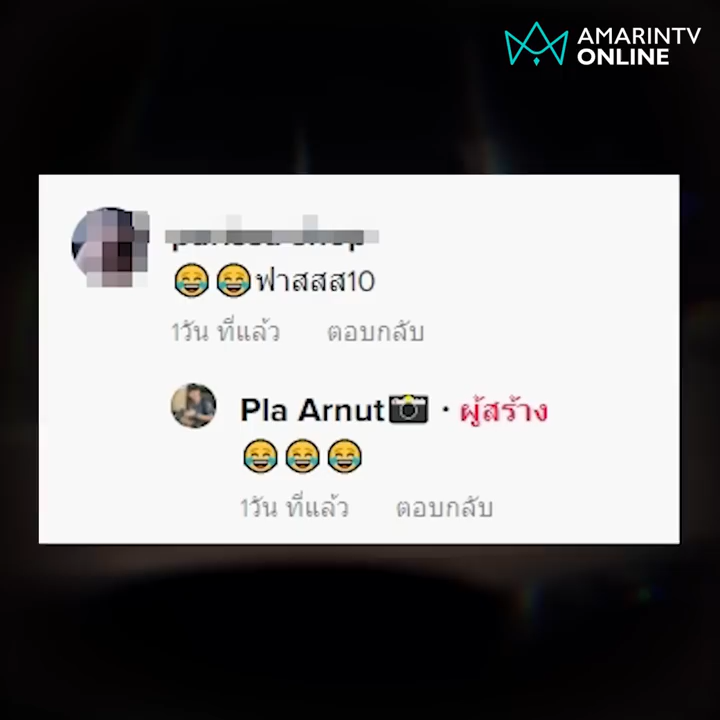 AMARINTV
ONLINE
😂😂ฟาสสส10
1วัน ที่แล้ว ตอบกลับ
Pla Arnut📸 · ผู้สร้าง
😂😂😂
1วัน ที่แล้ว ตอบกลับ